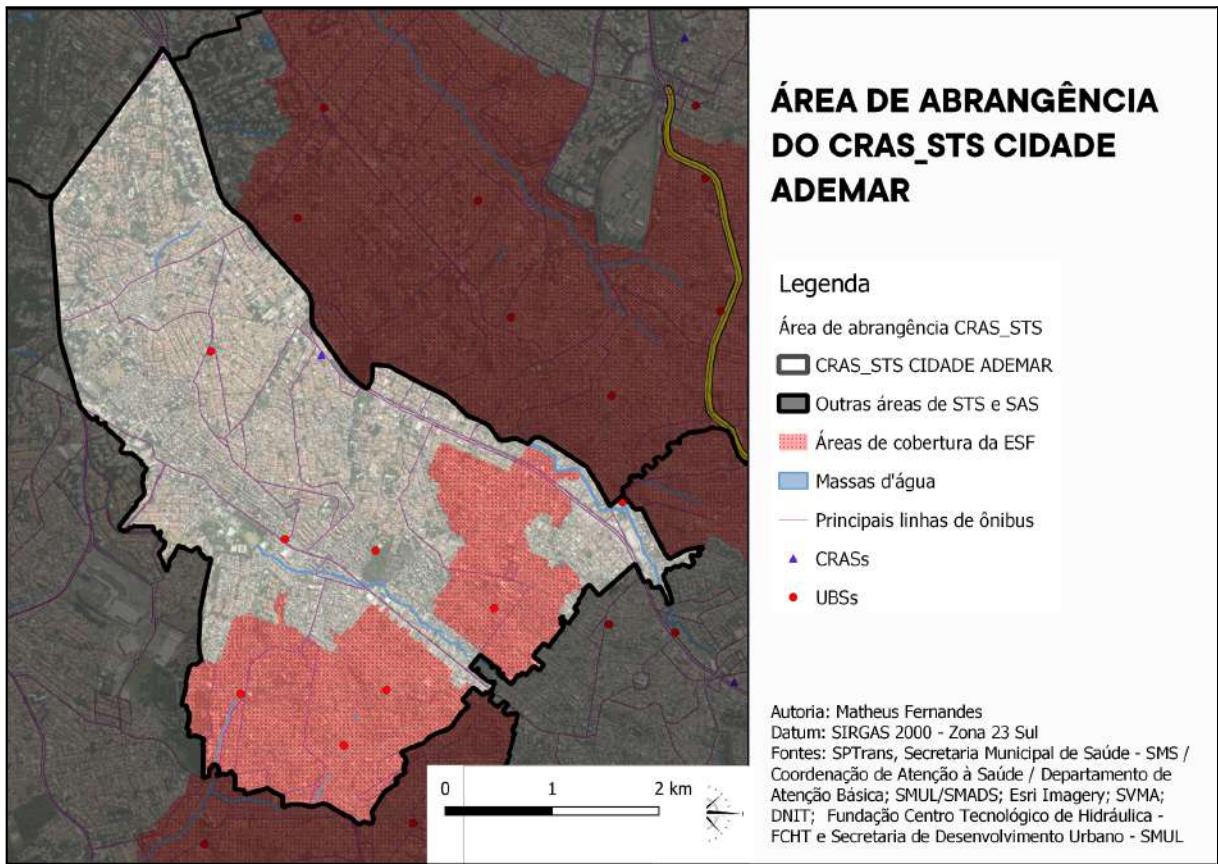 ÁREA DE ABRANGÊNCIA
DO CRAS_STS CIDADE
ADEMAR
Legenda
Área de abrangência CRAS_STS
CRAS_STS CIDADE ADEMAR
Outras áreas de STS e SAS
Áreas de cobertura da ESF
Massas d'água
Principais linhas de ônibus
CRASs
UBSs
0 1 2 km
Autoria: Matheus Fernandes
Datum: SIRGAS 2000 - Zona 23 Sul
Fontes: SPTrans, Secretaria Municipal de Saúde - SMS /
Coordenação de Atenção à Saúde / Departamento de
Atenção Básica; SMUL/SMADS; Esri Imagery; SVMA;
DNIT; Fundação Centro Tecnológico de Hidráulica -
FCHT e Secretaria de Desenvolvimento Urbano - SMUL